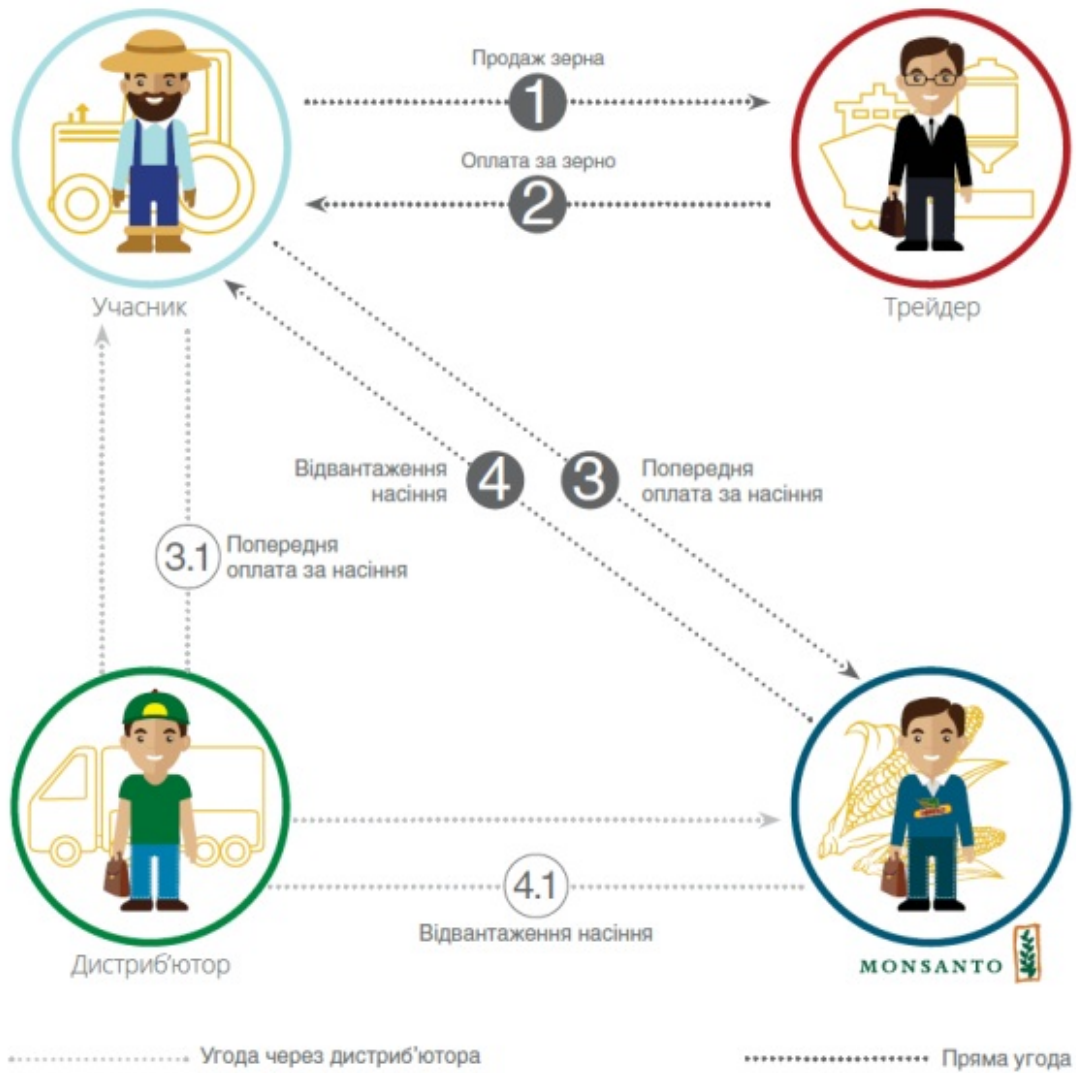 Продаж зерна
1
Оплата за зерно
2
Учасник
Трейдер
Відвантаження
насіння
4
3
Попередня
оплата за насіння
3.1
Попередня
оплата за насіння
4.1
Відвантаження насіння
Дистриб'ютор
MONSANTO
Угода через дистриб'ютора
Пряма угода